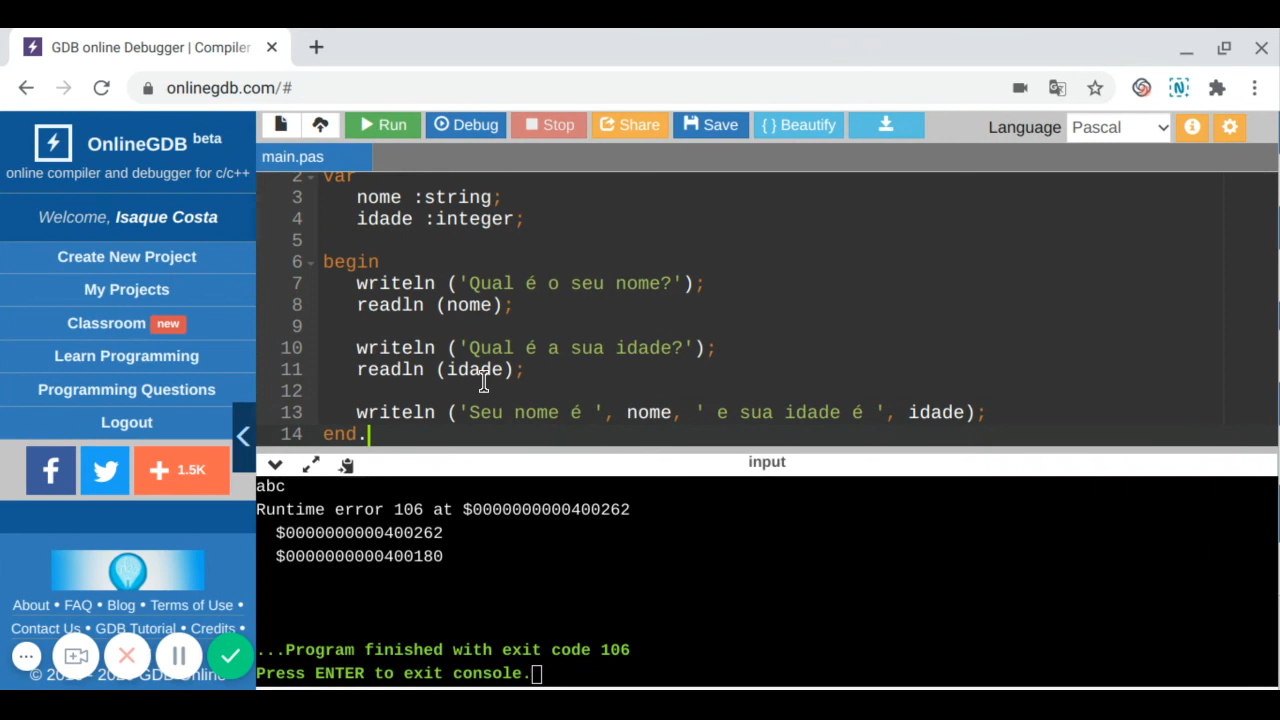 GDB online Debugger | Compiler
onlinegdb.com/#
OnlineGDB beta
online compiler and debugger for c/c++
Welcome, Isaque Costa
Create New Project
My Projects
Classroom new
Learn Programming
Programming Questions
Logout
1.5K
About • FAQ • Blog • Terms of Use •
Contact Us • GDB Tutorial • Credits •
GDB Online
Run Debug Stop Share Save { } Beautify Language Pascal
main.pas
2 var
3 nome :string;
4 idade :integer;
5
6 begin
7 writeln ('Qual é o seu nome?');
8 readln (nome);
9
10 writeln ('Qual é a sua idade?');
11 readln (idade);
12
13 writeln ('Seu nome é ', nome, ' e sua idade é ', idade);
14 end.
input
abc
Runtime error 106 at $0000000000400262
$0000000000400262
$0000000000400180
...Program finished with exit code 106
Press ENTER to exit console.